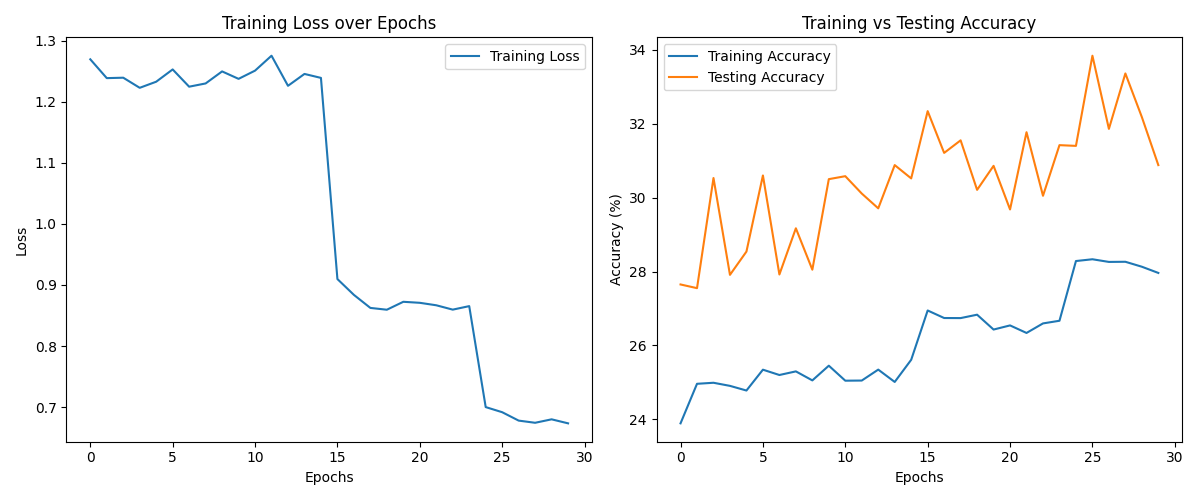 Training Loss over Epochs
Training Loss
1.3
1.2
1.1
1.0
0.9
0.8
0.7
Loss
0 5 10 15 20 25 30
Epochs
Training vs Testing Accuracy
Training Accuracy
Testing Accuracy
34
32
30
28
26
24
Accuracy (%)
0 5 10 15 20 25 30
Epochs